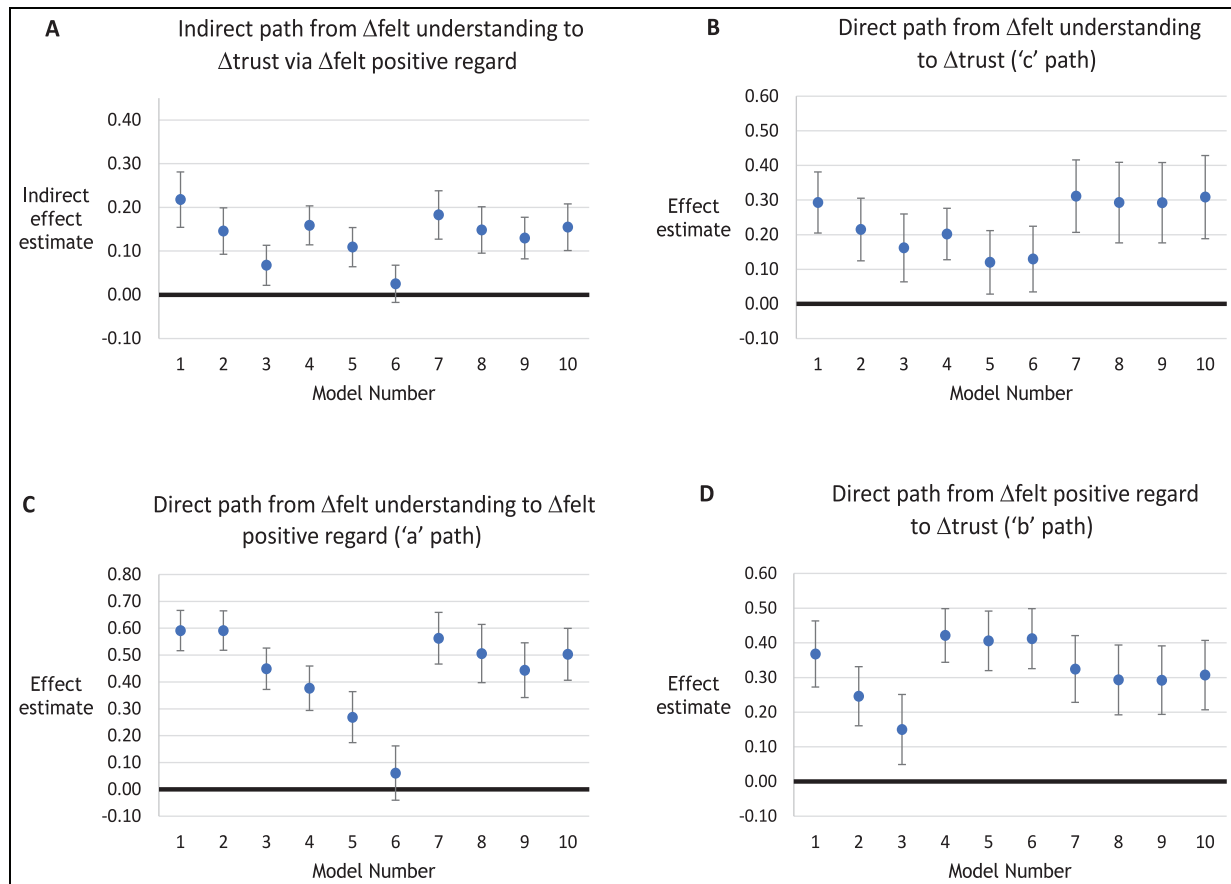 A
Indirect path from Δfelt understanding to
Δtrust via Δfelt positive regard
0.40
0.30
0.20
0.10
0.00
-0.10
Indirect
effect
estimate
1 2 3 4 5 6 7 8 9 10
Model Number
B
Direct path from Δfelt understanding
to Δtrust ('c' path)
0.60
0.50
0.40
0.30
0.20
0.10
0.00
-0.10
Effect
estimate
1 2 3 4 5 6 7 8 9 10
Model Number
C
Direct path from Δfelt understanding to Δfelt
positive regard ('a' path)
0.80
0.70
0.60
0.50
0.40
0.30
0.20
0.10
0.00
-0.10
Effect
estimate
1 2 3 4 5 6 7 8 9 10
Model Number
D
Direct path from Δfelt positive regard
to Δtrust ('b' path)
0.60
0.50
0.40
0.30
0.20
0.10
0.00
-0.10
Effect
estimate
1 2 3 4 5 6 7 8 9 10
Model Number